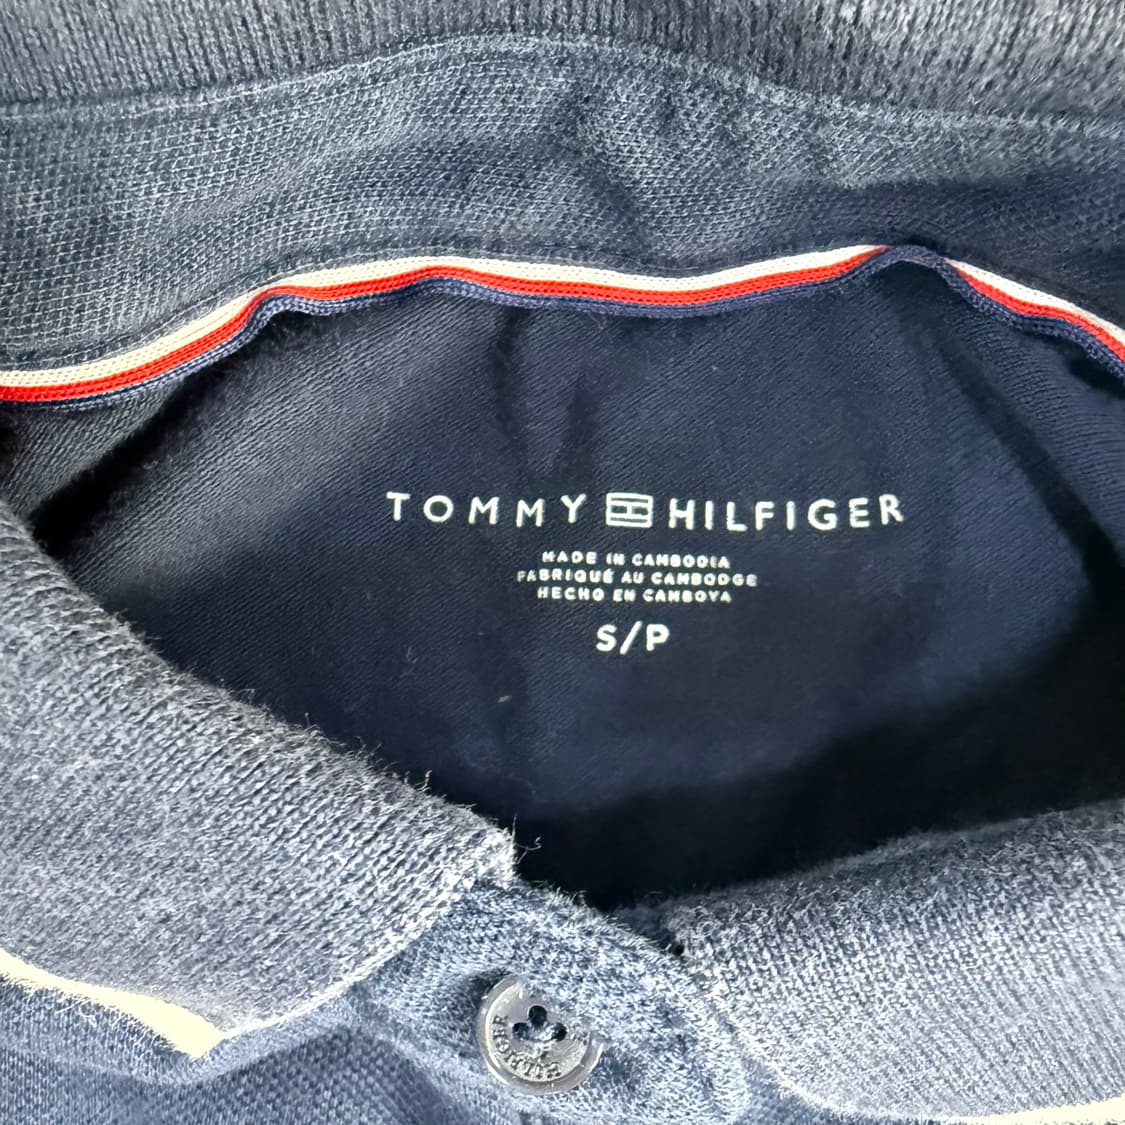 TOMMY HILFIGER
MADE IN CAMBODIA
FABRIQUÉ AU CAMBODGE
HECHO EN CAMBOYA
S/P